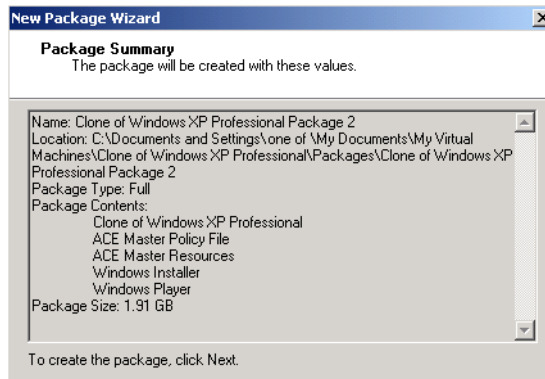 New Package Wizard
Package Summary
The package will be created with these values.
Name: Clone of Windows XP Professional Package 2
Location: C:\Documents and Settings\one of \My Documents\My Virtual
Machines\Clone of Windows XP Professional\Packages\Clone of Windows XP
Professional Package 2
Package Type: Full
Package Contents:
Clone of Windows XP Professional
ACE Master Policy File
ACE Master Resources
Windows Installer
Windows Player
Package Size: 1.91 GB
To create the package, click Next.